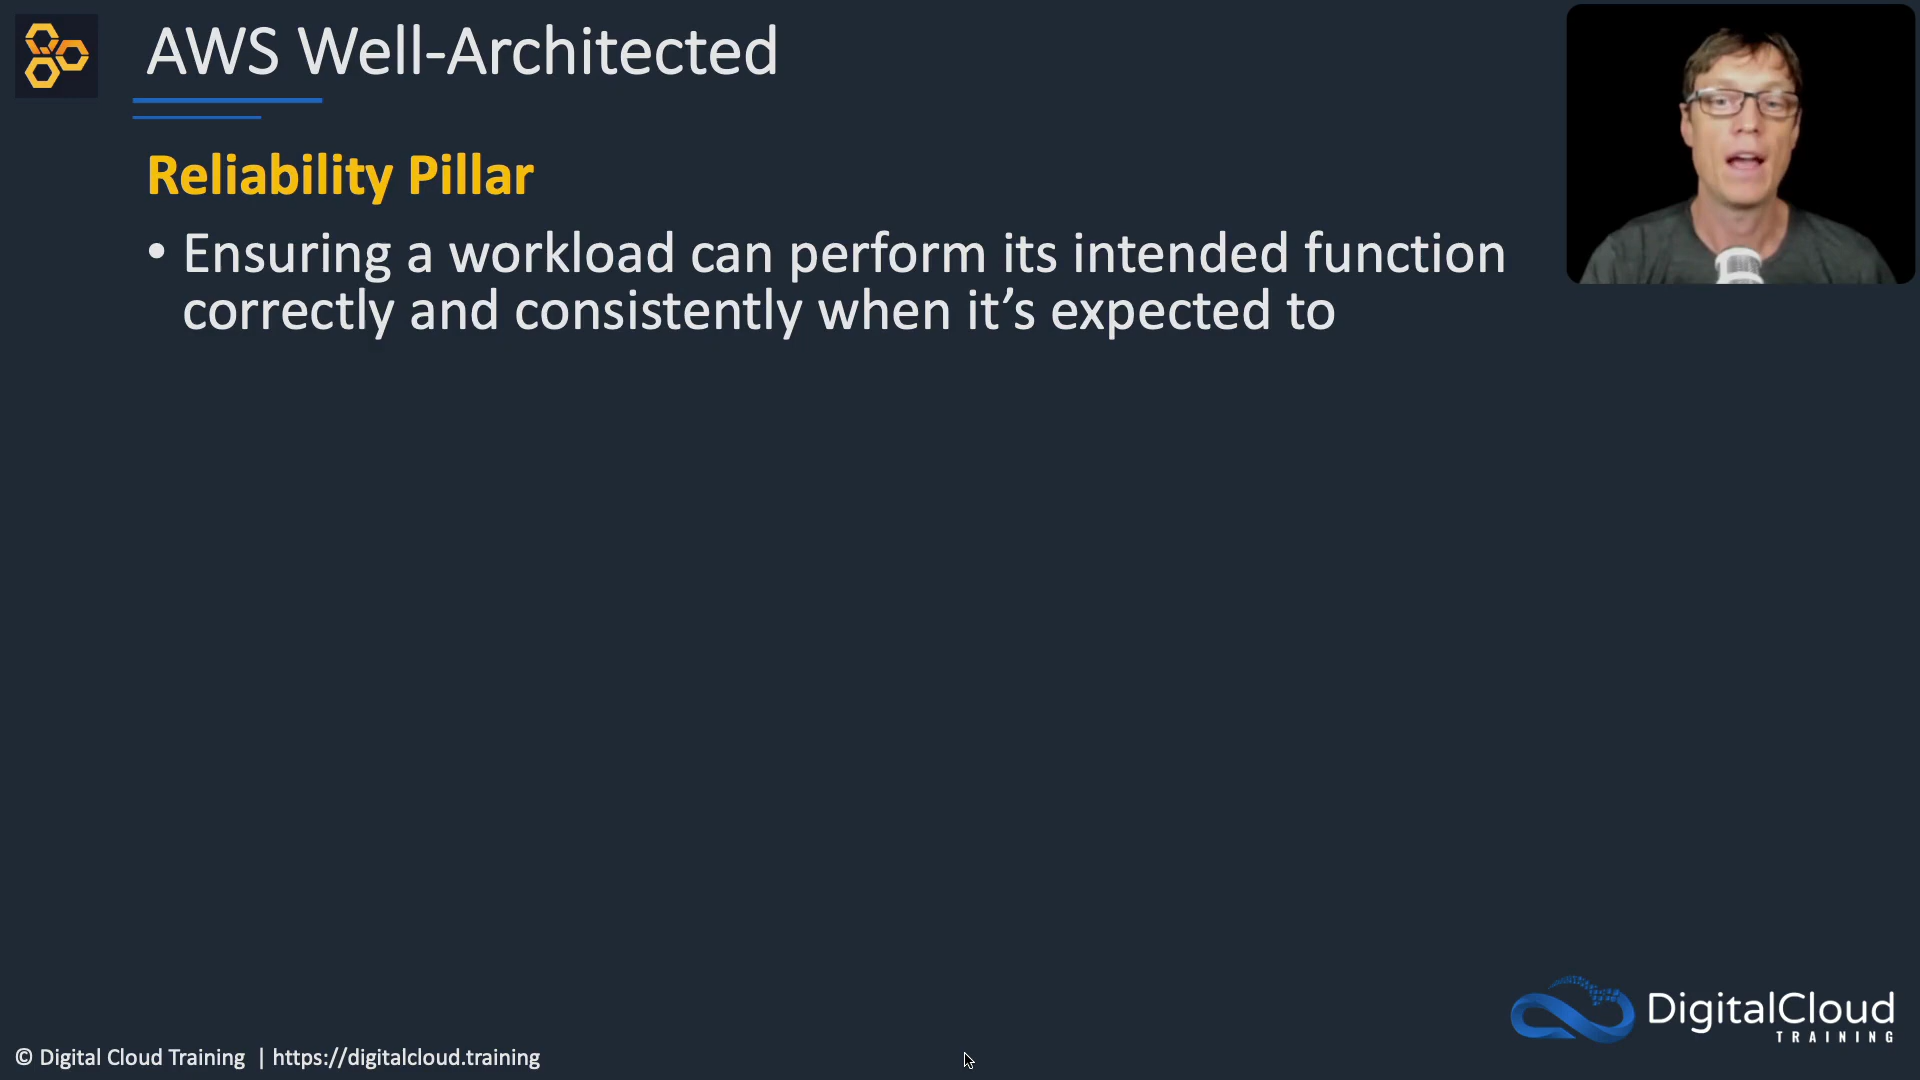 AWS Well-Architected
Reliability Pillar
• Ensuring a workload can perform its intended function
correctly and consistently when it’s expected to
DigitalCloud
TRAINING
© Digital Cloud Training | https://digitalcloud.training